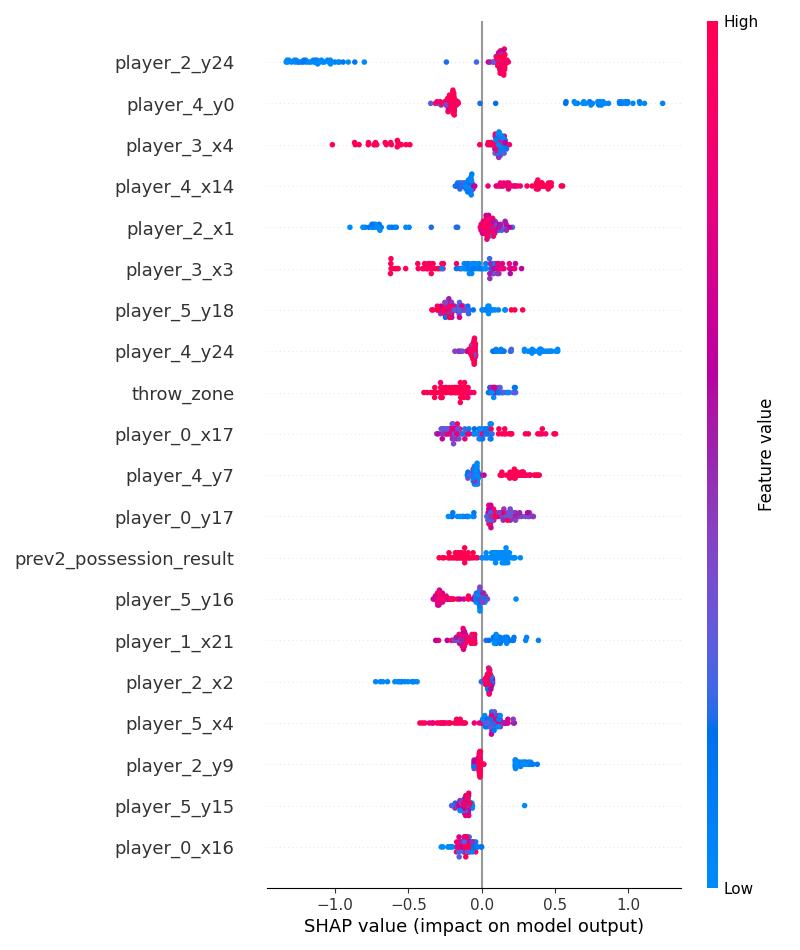 High
player_2_y24
player_4_y0
player_3_x4
player_4_x14
player_2_x1
player_3_x3
player_5_y18
player_4_y24
throw_zone
player_0_x17
player_4_y7
player_0_y17
prev2_possession_result
player_5_y16
player_1_x21
player_2_x2
player_5_x4
player_2_y9
player_5_y15
player_0_x16
Feature value
Low
−1.0 −0.5 0.0 0.5 1.0
SHAP value (impact on model output)